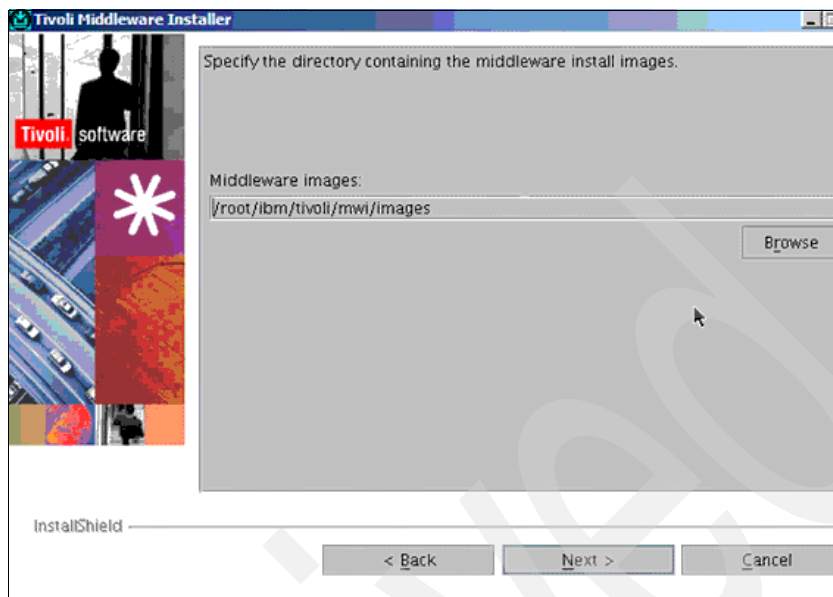 Tivoli Middleware Installer
Specify the directory containing the middleware install images.
Tivoli. software
Middleware images:
/root/ibm/tivoli/mwi/images
Browse
InstallShield
< Back
Next >
Cancel